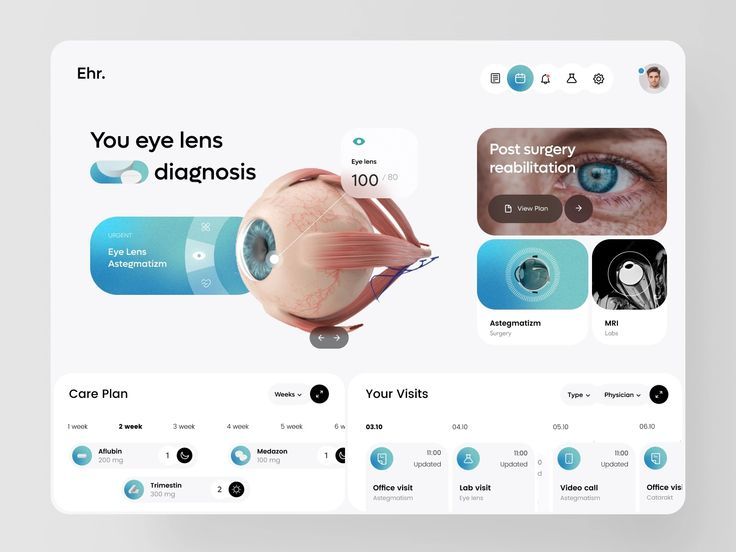 Ehr.
You eye lens
diagnosis
Eye lens
100 / 80
URGENT
Eye Lens
Astegmatizm
Post surgery
reabilitation
View Plan
Astegmatizm
Surgery
MRI
Labs
Care Plan
Weeks
1 week 2 week 3 week 4 week 5 week 6 w
Aflubin
200 mg
1
Medazon
100 mg
1
Trimestin
300 mg
2
Your Visits
Type
Physician
03.10 04.10 05.10 06.10
11:00
Updated
Office visit
Astegmatism
11:00
Updated
Lab visit
Eye lens
0
d
11:00
Updated
Video call
Astegmatism
Office visi
Catarakt